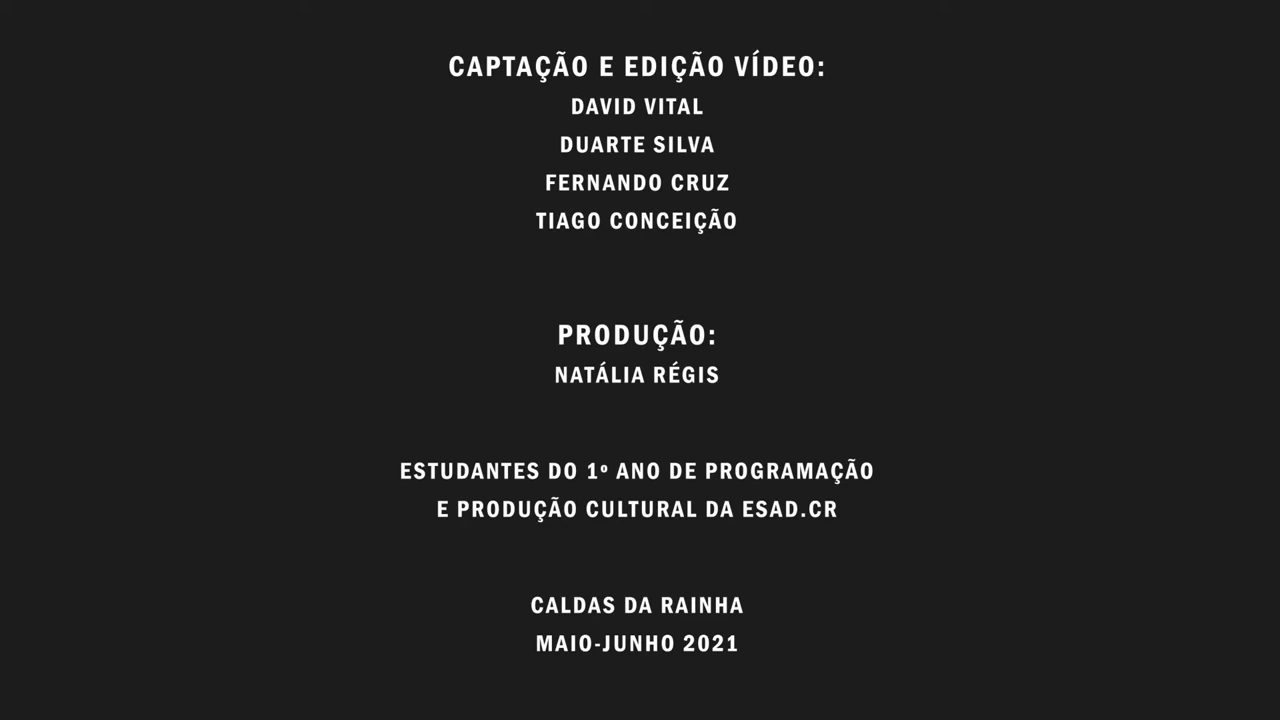 CAPTAÇÃO E EDIÇÃO VÍDEO:
DAVID VITAL
DUARTE SILVA
FERNANDO CRUZ
TIAGO CONCEIÇÃO
PRODUÇÃO:
NATÁLIA RÉGIS
ESTUDANTES DO 1º ANO DE PROGRAMAÇÃO
E PRODUÇÃO CULTURAL DA ESAD.CR
CALDAS DA RAINHA
MAIO-JUNHO 2021